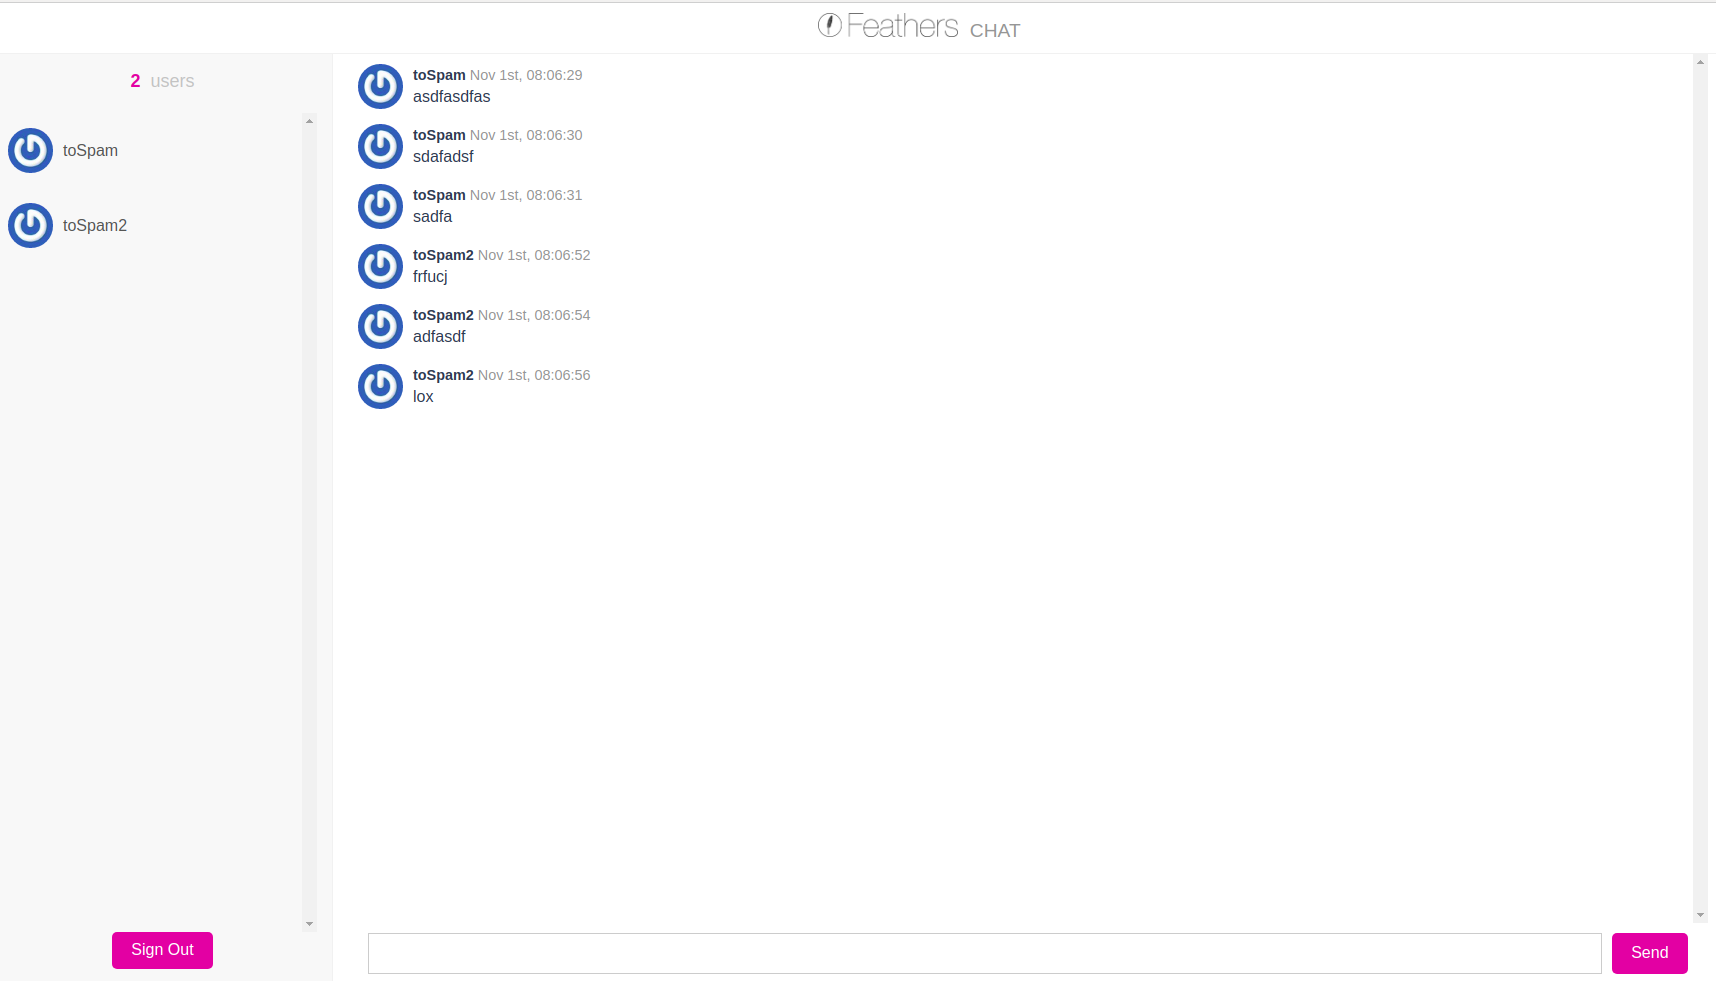 Feathers CHAT
2 users
toSpam
toSpam2
toSpam Nov 1st, 08:06:29
asdfasdfas
toSpam Nov 1st, 08:06:30
sdafadsf
toSpam Nov 1st, 08:06:31
sadfa
toSpam2 Nov 1st, 08:06:52
frfucj
toSpam2 Nov 1st, 08:06:54
adfasdf
toSpam2 Nov 1st, 08:06:56
lox
Sign Out
Send